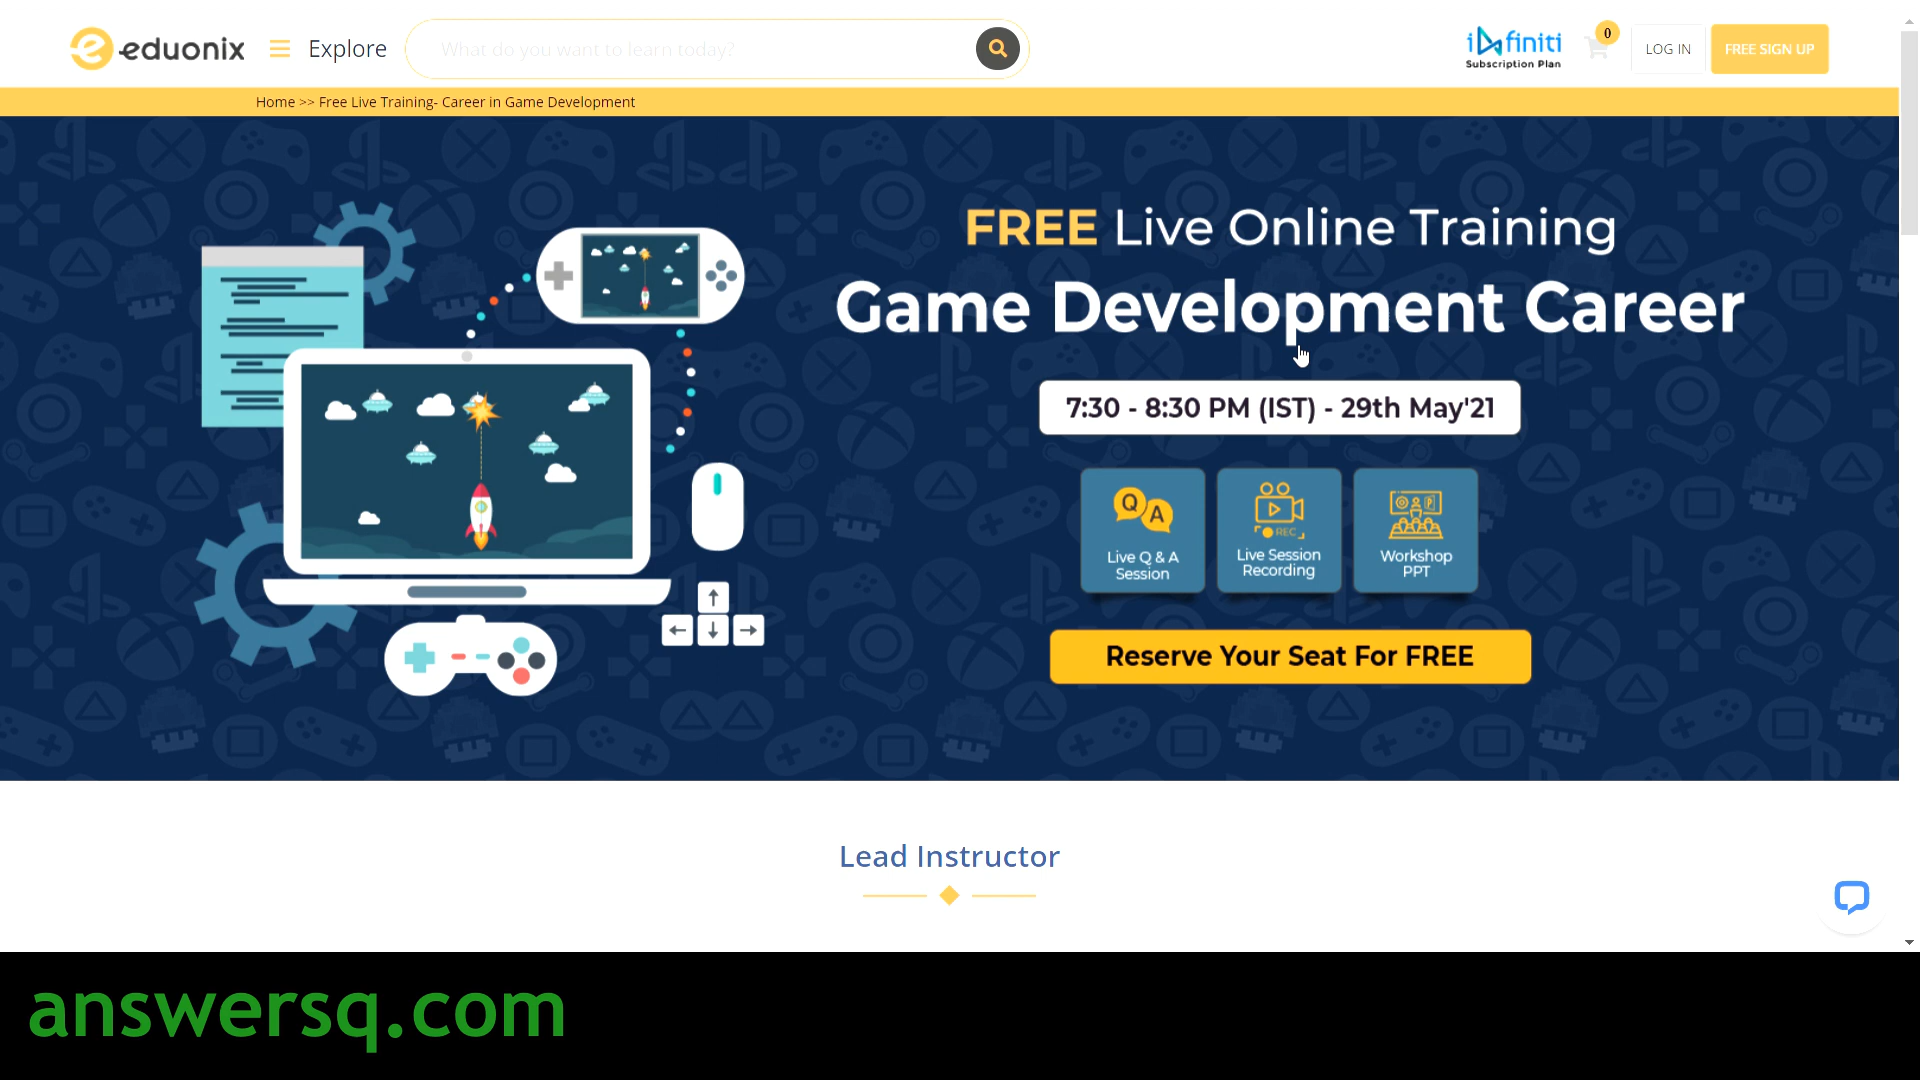 eduonix
Explore
What do you want to learn today?
infiniti
Subscription Plan
0
LOG IN
FREE SIGN UP
Home >> Free Live Training- Career in Game Development
FREE Live Online Training
Game Development Career
7:30 - 8:30 PM (IST) - 29th May'21
Q A
Live Q & A
Session
REC
Live Session
Recording
P
Workshop
PPT
Reserve Your Seat For FREE
Lead Instructor
answersq.com